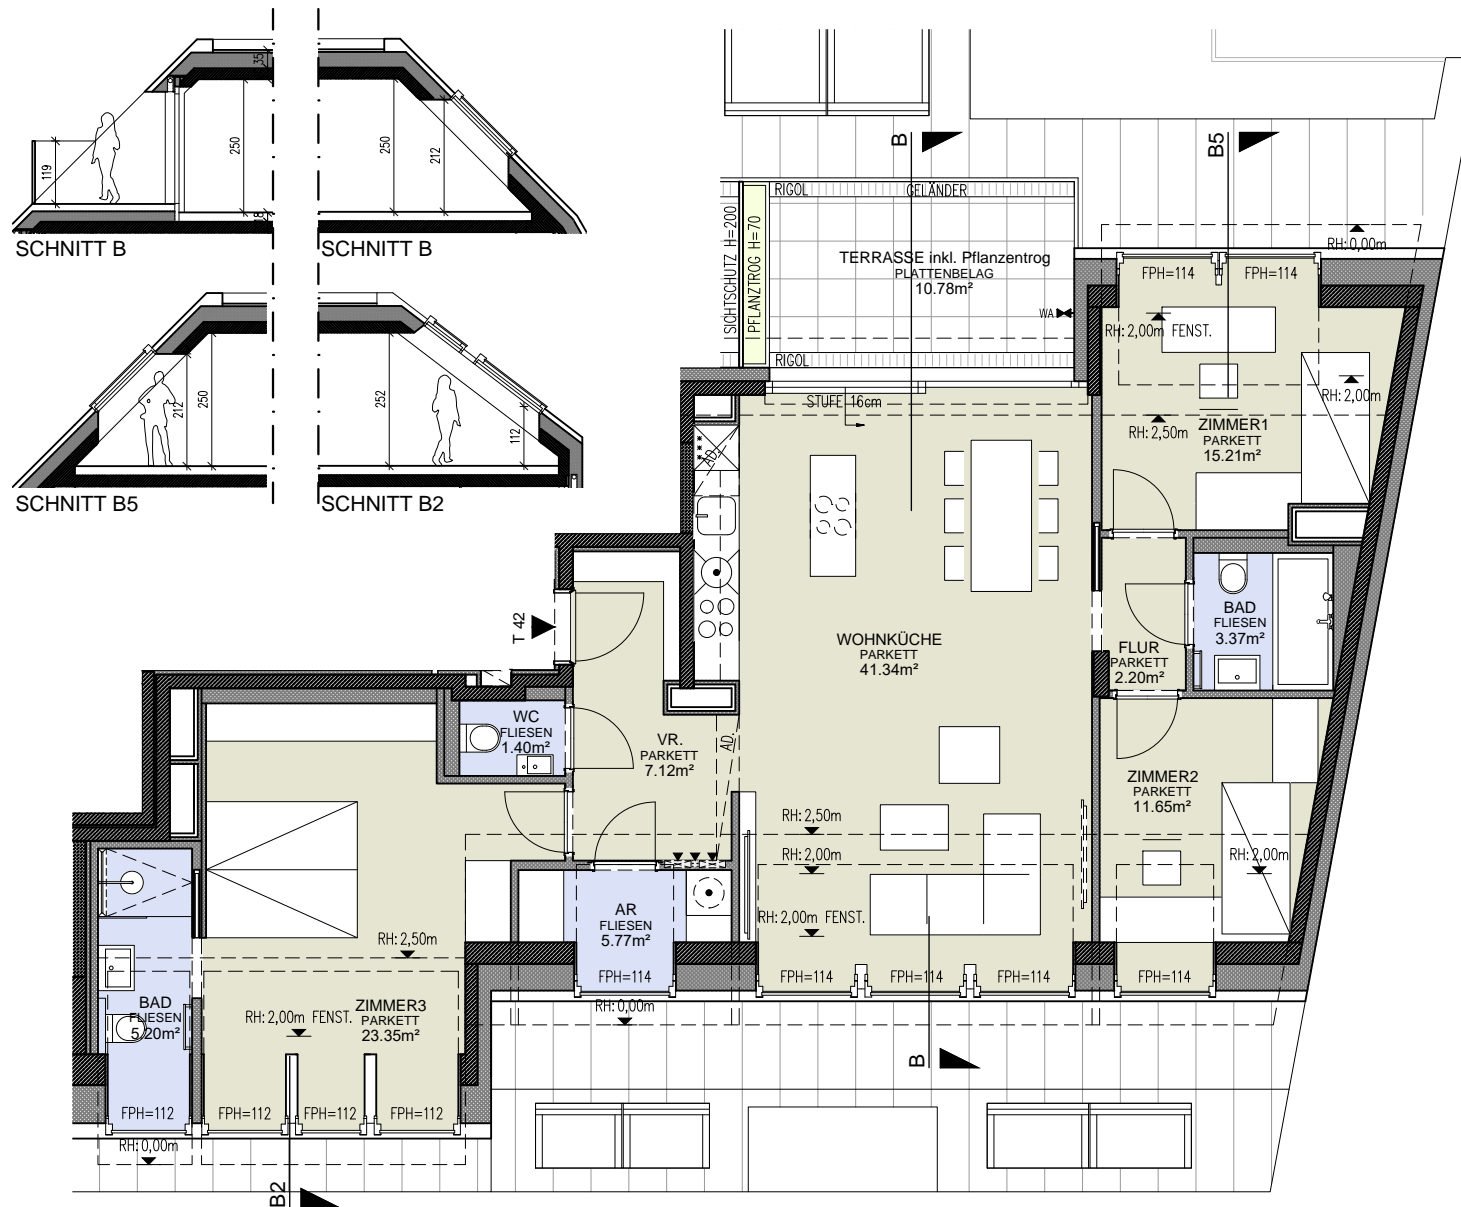 35
250
250
212
119
18
SCHNITT B
SCHNITT B
212
250
252
112
SCHNITT B5
SCHNITT B2
B
B5
RIGOL
GELÄNDER
SICHTSCHUTZ H=200
PFLANZTROG H=70
TERRASSE inkl. Pflanzentrog
PLATTENBELAG
10.78m²
WA
RIGOL
RH: 0,00m
FPH=114
FPH=114
RH: 2,00m FENST.
RH: 2,00m
RH: 2,50m
ZIMMER1
PARKETT
15.21m²
STUFE 16cm
AD.
T 42
WOHNKÜCHE
PARKETT
41.34m²
FLUR
PARKETT
2.20m²
BAD
FLIESEN
3.37m²
WC
FLIESEN
1.40m²
VR.
PARKETT
7.12m²
AD.
ZIMMER2
PARKETT
11.65m²
RH: 2,50m
RH: 2,00m
RH: 2,00m
RH: 2,00m FENST.
AR
FLIESEN
5.77m²
RH: 2,50m
FPH=114
FPH=114
FPH=114
FPH=114
FPH=114
RH: 0,00m
BAD
FLIESEN
5.20m²
RH: 2,00m FENST.
ZIMMER3
PARKETT
23.35m²
B
FPH=112
FPH=112
FPH=112
FPH=112
RH: 0,00m
B2